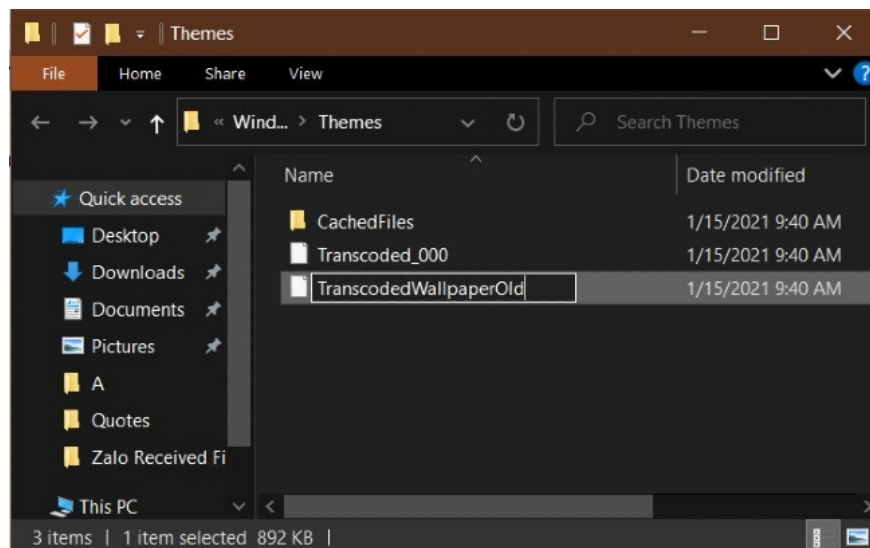 Themes
File Home Share View ?
« Wind... > Themes Search Themes
Name Date modified
Quick access
Desktop
Downloads
Documents
Pictures
A
Quotes
Zalo Received Fi
This PC
CachedFiles 1/15/2021 9:40 AM
Transcoded_000 1/15/2021 9:40 AM
TranscodedWallpaperOld 1/15/2021 9:40 AM
3 items | 1 item selected 892 KB |